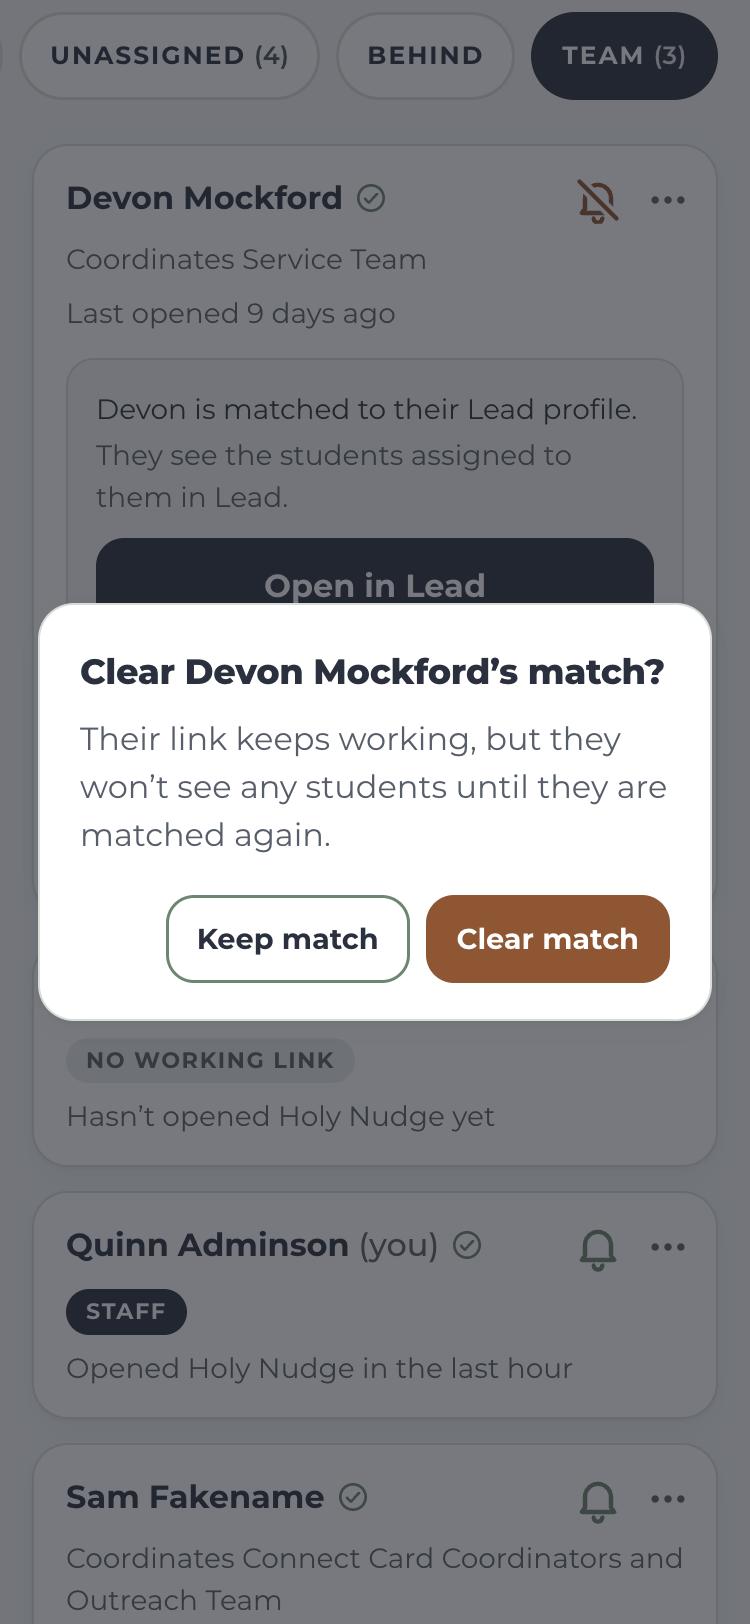 UNASSIGNED (4)
BEHIND
TEAM (3)
Devon Mockford
Coordinates Service Team
Last opened 9 days ago
Devon is matched to their Lead profile.
They see the students assigned to
them in Lead.
Open in Lead
Clear Devon Mockford’s match?
Their link keeps working, but they
won’t see any students until they are
matched again.
Keep match
Clear match
NO WORKING LINK
Hasn’t opened Holy Nudge yet
Quinn Adminson (you)
STAFF
Opened Holy Nudge in the last hour
Sam Fakename
Coordinates Connect Card Coordinators and
Outreach Team